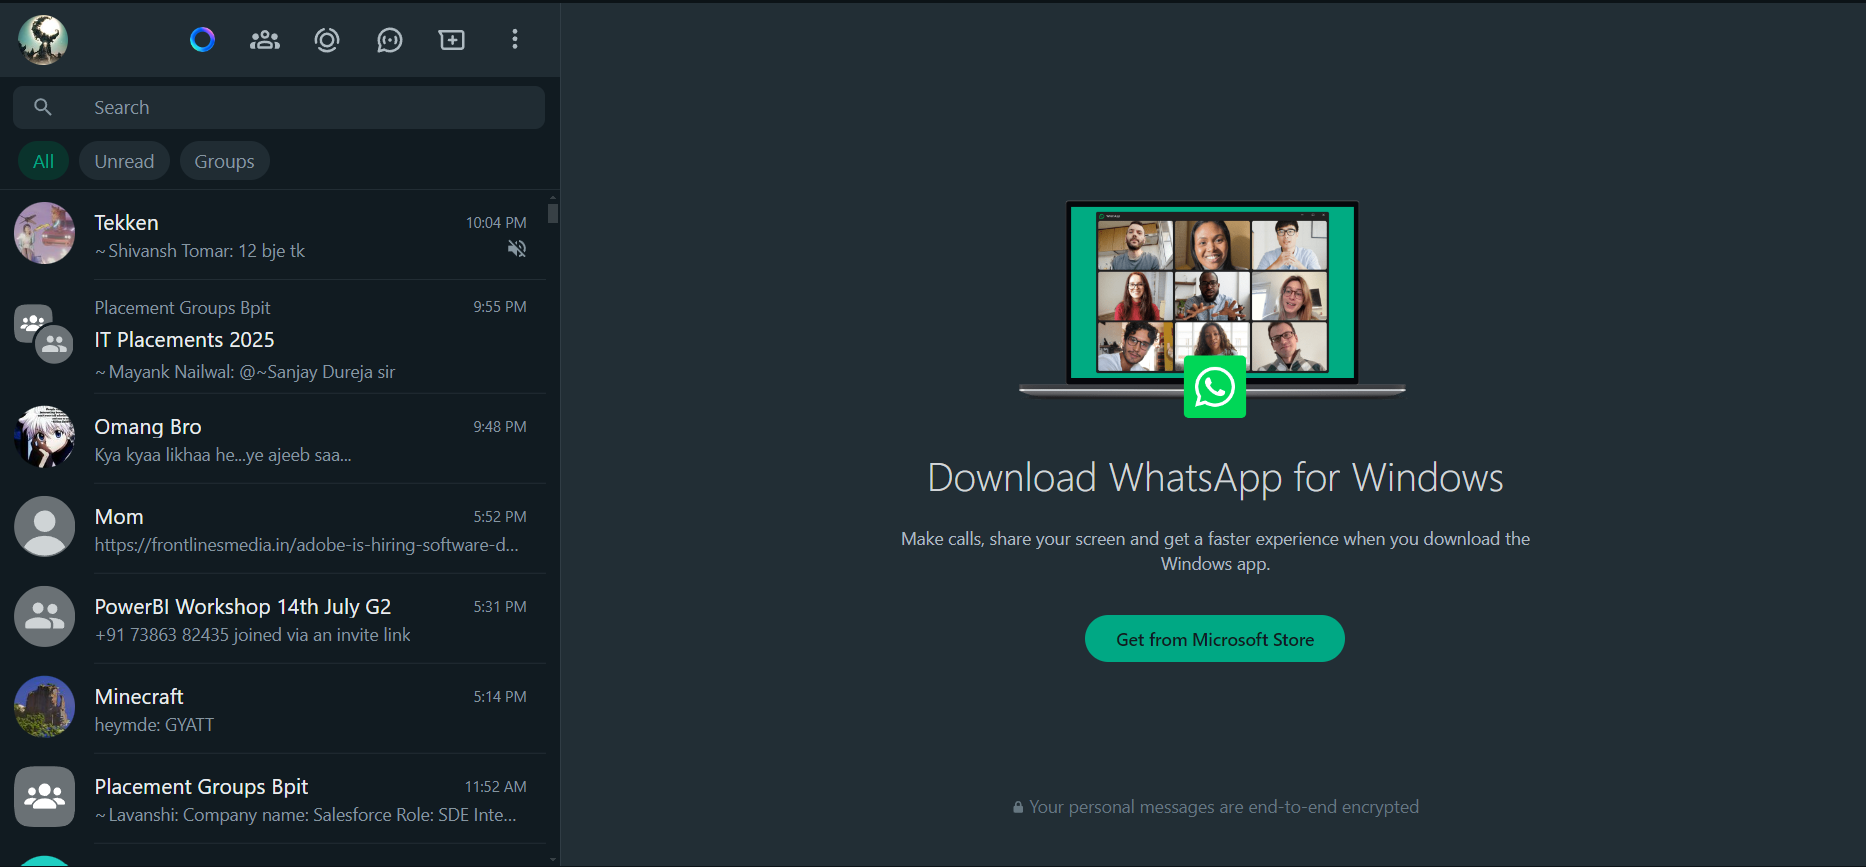 Search
All
Unread
Groups
Tekken
10:04 PM
~Shivansh Tomar: 12 bje tk
Placement Groups Bpit
9:55 PM
IT Placements 2025
~Mayank Nailwal: @~Sanjay Dureja sir
Omang Bro
9:48 PM
Kya kyaa likhaa he...ye ajeeb saa...
Mom
5:52 PM
https://frontlinesmedia.in/adobe-is-hiring-software-d...
PowerBI Workshop 14th July G2
5:31 PM
+91 73863 82435 joined via an invite link
Minecraft
5:14 PM
heymde: GYATT
Placement Groups Bpit
11:52 AM
~Lavanshi: Company name: Salesforce Role: SDE Inte...
WhatsApp
Download WhatsApp for Windows
Make calls, share your screen and get a faster experience when you download the
Windows app.
Get from Microsoft Store
Your personal messages are end-to-end encrypted